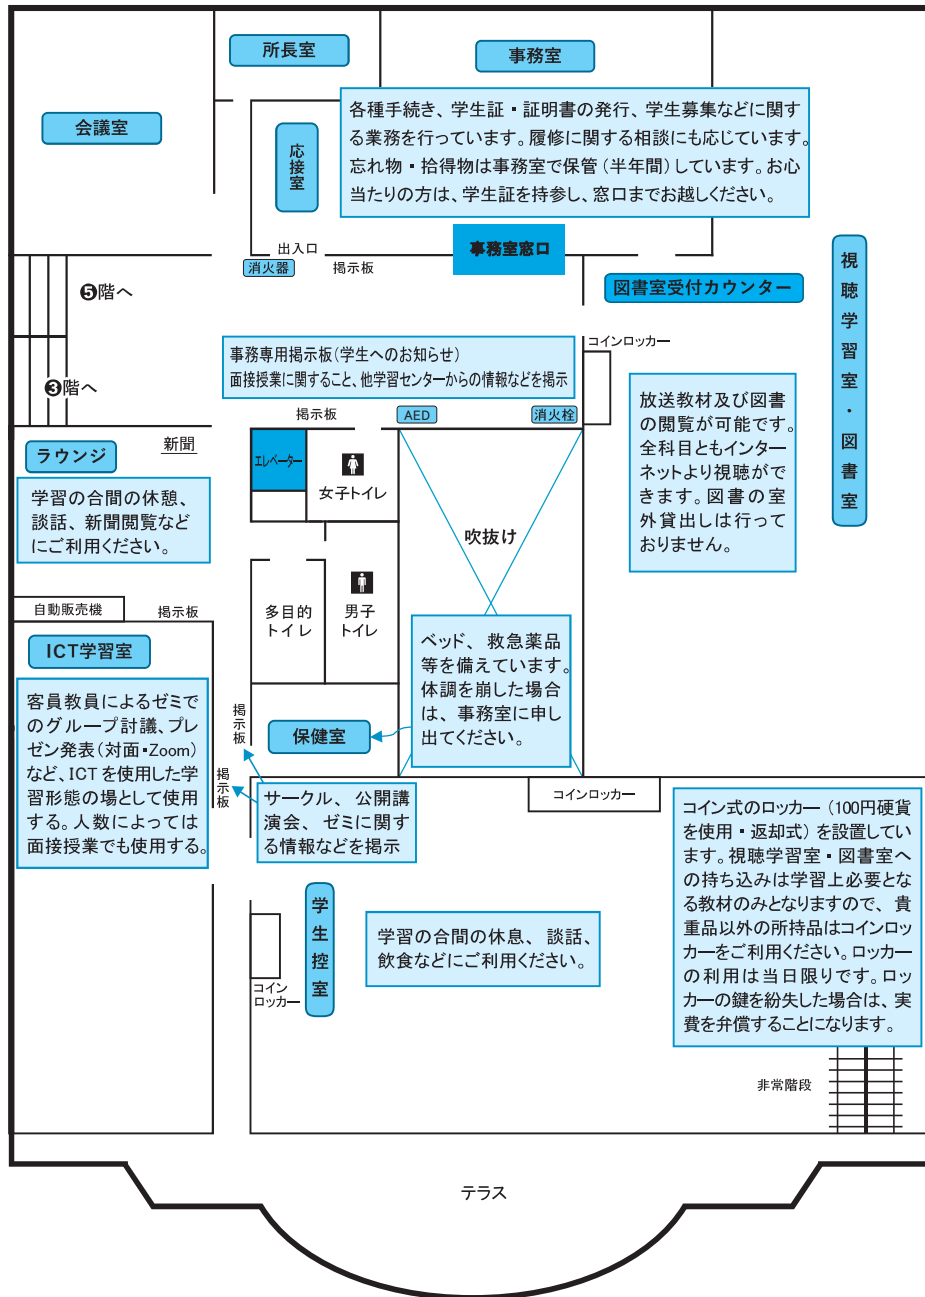 所長室
事務室
会議室
応接室
各種手続き、学生証・証明書の発行、学生募集などに関す
る業務を行っています。履修に関する相談にも応じています。
忘れ物・拾得物は事務室で保管(半年間)しています。お心
当たりの方は、学生証を持参し、窓口までお越しください。
出入口
消火器
掲示板
事務室窓口
視聴学習室・図書室
❺階へ
図書室受付カウンター
❸階へ
事務専用掲示板(学生へのお知らせ)
面接授業に関すること、他学習センターからの情報などを掲示
コインロッカー
掲示板
AED
消火栓
放送教材及び図書
の閲覧が可能です。
全科目ともインター
ネットより視聴がで
きます。図書の室
外貸出しは行って
おりません。
新聞
ラウンジ
学習の合間の休憩、
談話、新聞閲覧など
にご利用ください。
エレベーター
女子トイレ
吹抜け
自動販売機
掲示板
多目的
トイレ
男子
トイレ
ICT学習室
客員教員によるゼミで
のグループ討議、プレ
ゼン発表(対面・Zoom)
など、ICTを使用した学
習形態の場として使用
する。人数によっては
面接授業でも使用する。
ベッド、救急薬品
等を備えています。
体調を崩した場合
は、事務室に申し
出てください。
掲示板
保健室
掲示板
サークル、公開講
演会、ゼミに関す
る情報などを掲示
コインロッカー
コイン式のロッカー(100円硬貨
を使用・返却式)を設置してい
ます。視聴学習室・図書室へ
の持ち込みは学習上必要とな
る教材のみとなりますので、貴
重品以外の所持品はコインロッ
カーをご利用ください。ロッカー
の利用は当日限りです。ロッ
カーの鍵を紛失した場合は、実
費を弁償することになります。
学生控室
学習の合間の休息、談話、
飲食などにご利用ください。
コイン
ロッカー
非常階段
テラス